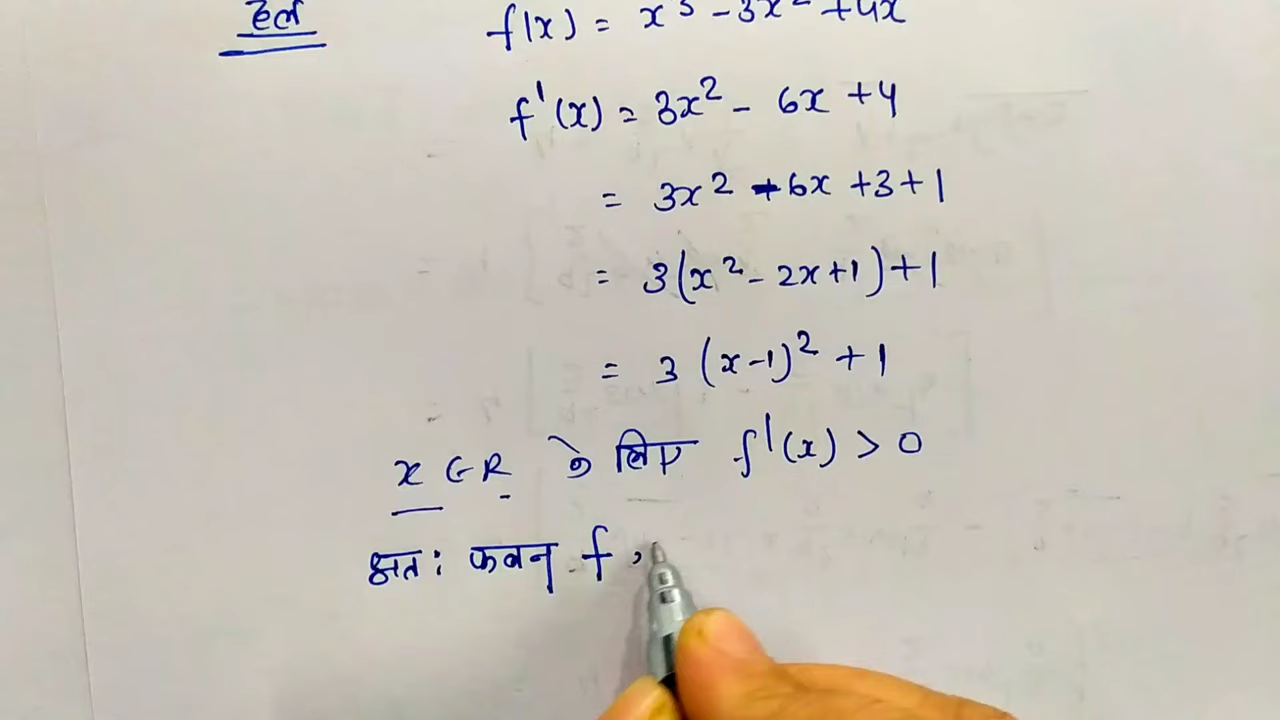 हल
f(x) = x³ - 3x² + 4x
f'(x) = 3x² - 6x + 4
= 3x² - 6x + 3 + 1
= 3(x² - 2x + 1) + 1
= 3 (x-1)² + 1
x ∈ R के लिए f'(x) > 0
अतः फलन f ,